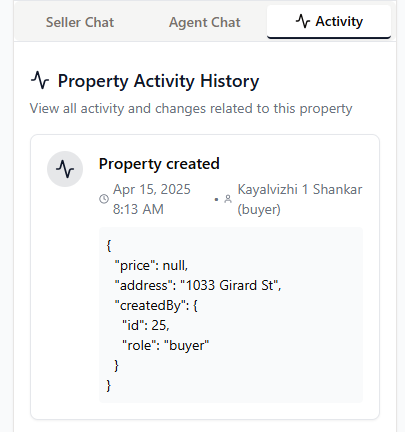 Seller Chat Agent Chat Activity
Property Activity History
View all activity and changes related to this property
Property created
Apr 15, 2025 • Kayalvizhi 1 Shankar
8:13 AM (buyer)
{
"price": null,
"address": "1033 Girard St",
"createdBy": {
"id": 25,
"role": "buyer"
}
}